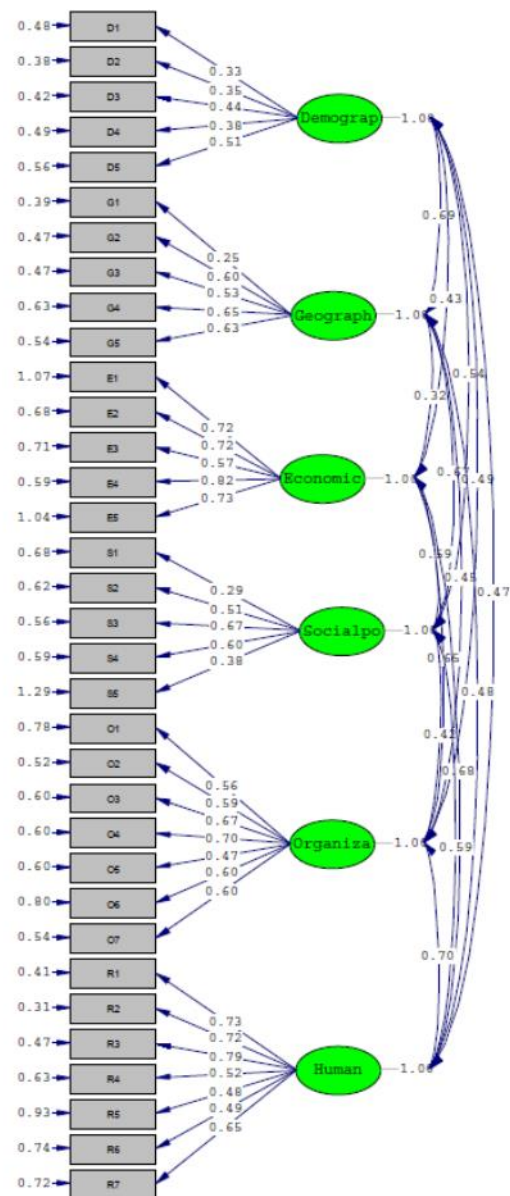 0.48 D1
0.38 D2
0.33
0.35
0.42 D3
0.44
Demograp 1.00
0.49 D4
0.38
0.51
0.56 D5
0.39 G1
0.69
0.47 G2
0.25
0.60
0.47 G3
0.53
0.43
0.63 G4
0.65
Geograph 1.00
0.63
0.54 G5
1.07 E1
0.54
0.32
0.47
0.68 E2
0.72
0.72
0.71 E3
0.57
0.67
0.59 E4
0.82
Economic 1.00
0.49
0.73
1.04 E5
0.68 S1
0.59
0.45
0.62 S2
0.29
0.51
0.56 S3
0.67
Socialpo 1.00
0.59 S4
0.60
0.38
0.66
1.29 S5
0.48
0.78 O1
0.52 O2
0.68
0.56
0.59
0.60 O3
0.67
0.60 O4
0.70
Organiza 1.00
0.59
0.47
0.60 O5
0.60
0.60
0.80 O6
0.54 O7
0.70
0.41 R1
0.31 R2
0.73
0.72
0.47 R3
0.79
Human 1.00
0.63 R4
0.52
0.48
0.49
0.65
0.93 R5
0.74 R6
0.72 R7